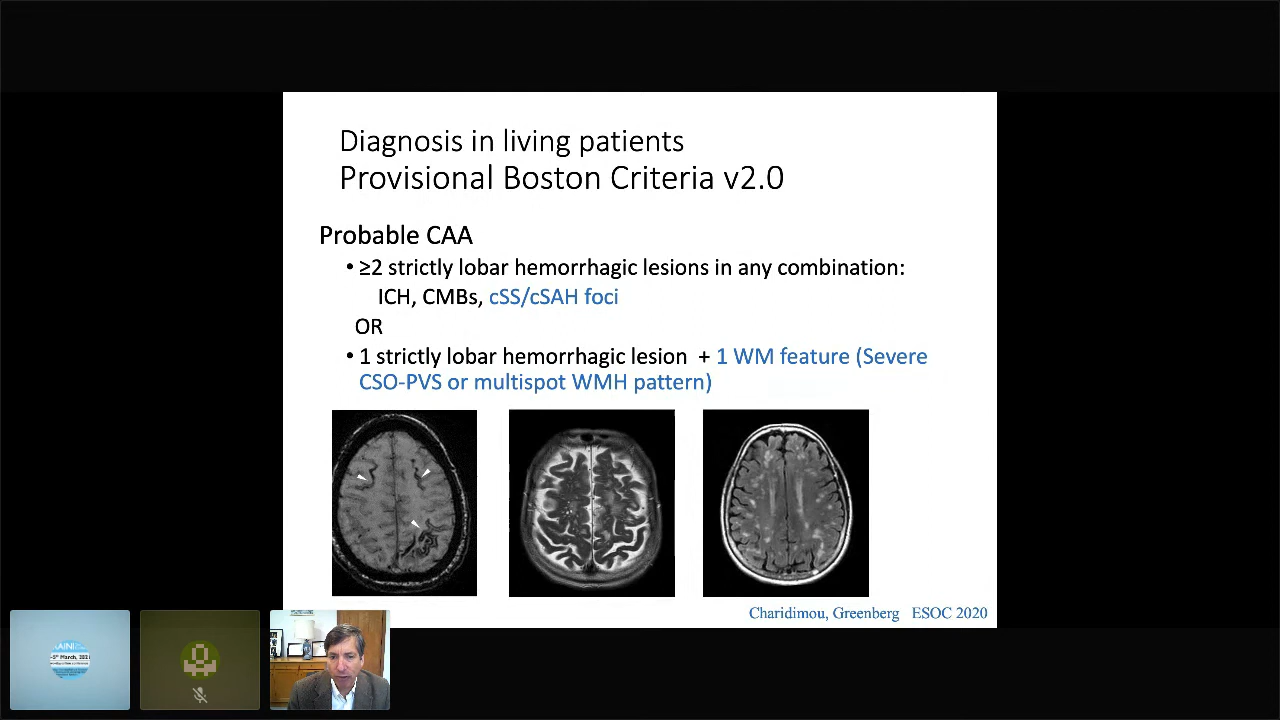 Diagnosis in living patients
Provisional Boston Criteria v2.0
Probable CAA
• ≥2 strictly lobar hemorrhagic lesions in any combination:
ICH, CMBs, cSS/cSAH foci
OR
• 1 strictly lobar hemorrhagic lesion + 1 WM feature (Severe
CSO-PVS or multispot WMH pattern)
Charidimou, Greenberg ESOC 2020
March, 202